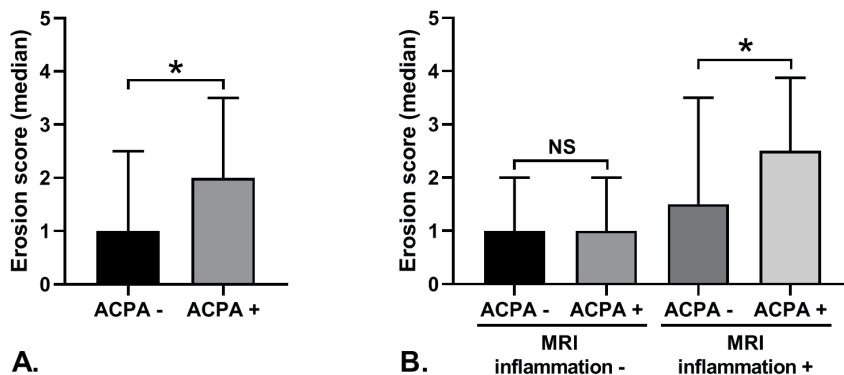 Erosion score (median)
5
4
3
2
1
0
*
ACPA - ACPA +
A.
Erosion score (median)
5
4
3
2
1
0
NS
*
ACPA - ACPA + ACPA - ACPA +
MRI MRI
inflammation - inflammation +
B.